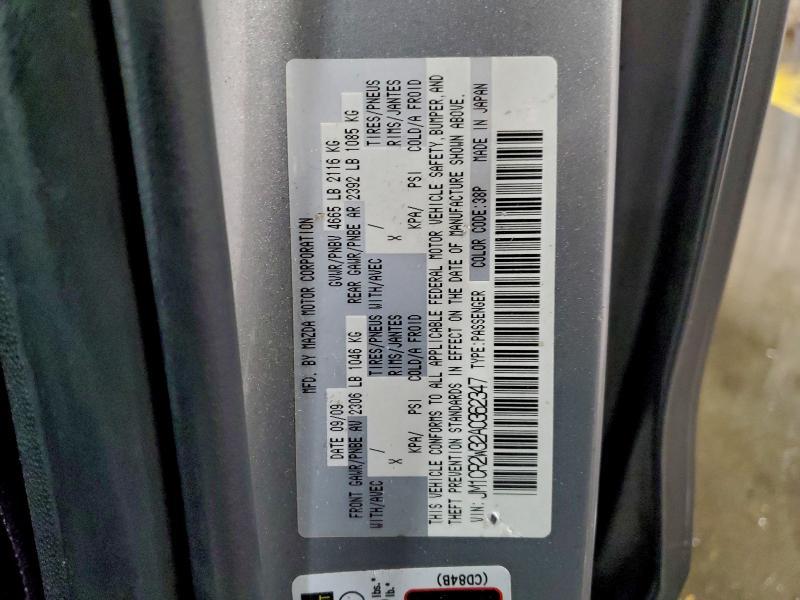 MFD. BY MAZDA MOTOR CORPORATION
DATE 09/09 GVWR/PNBV 4665 LB 2116 KG
FRONT GAWR/PNBE AV 2306 LB 1046 KG REAR GAWR/PNBE AR 2392 LB 1085 KG
WITH/AVEC / TIRES/PNEUS WITH/AVEC / TIRES/PNEUS
X RIMS/JANTES X RIMS/JANTES
KPA/ PSI COLD/A FROID KPA/ PSI COLD/A FROID
THIS VEHICLE CONFORMS TO ALL APPLICABLE FEDERAL MOTOR VEHICLE SAFETY, BUMPER, AND
THEFT PREVENTION STANDARDS IN EFFECT ON THE DATE OF MANUFACTURE SHOWN ABOVE.
VIN: JM1CR2W32A0362347 TYPE:PASSENGER COLOR CODE:38P MADE IN JAPAN
lbs.*
lb.*
(CD84B)